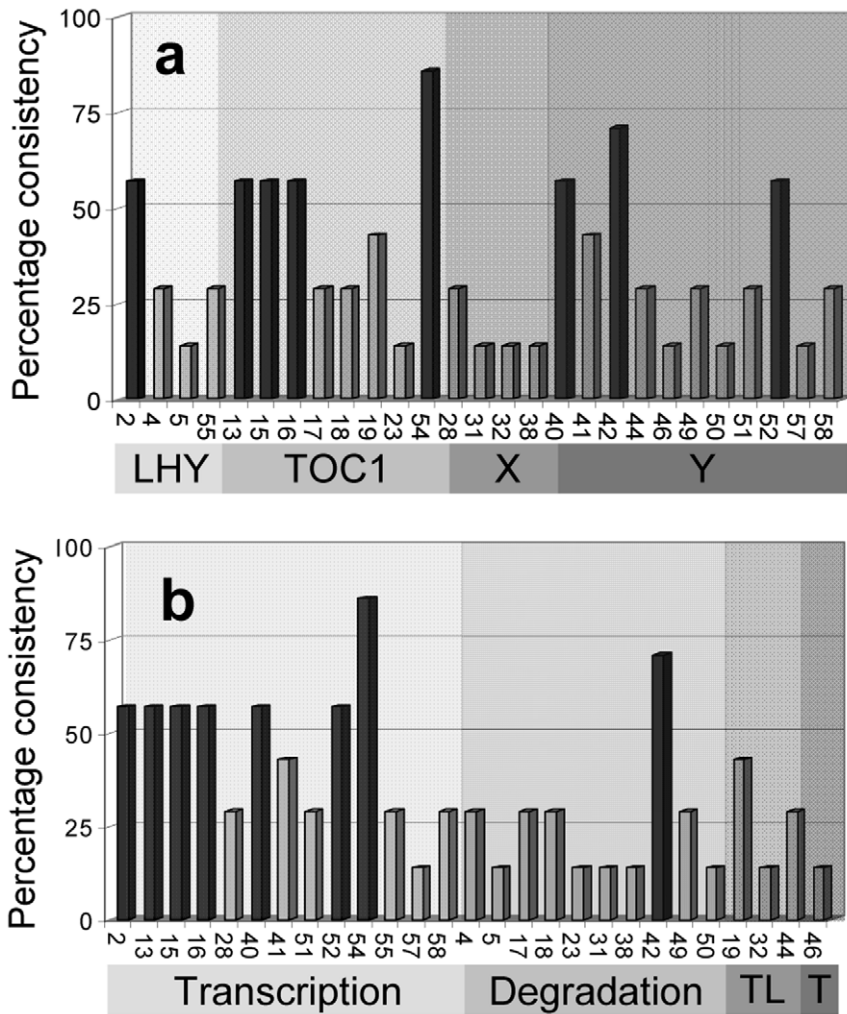 a
Percentage consistency
100
75
50
25
0
2 4 5 55 13 15 16 17 18 19 23 54 28 31 32 38 40 41 42 44 46 49 50 51 52 57 58
LHY TOC1 X Y
b
Percentage consistency
100
75
50
25
0
2 13 15 16 28 40 41 51 52 54 55 57 58 4 5 17 18 23 31 38 42 49 50 19 32 44 46
Transcription Degradation TL T